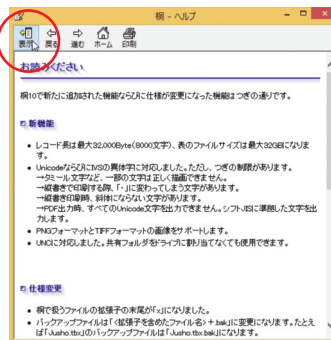 桐 - ヘルプ
表示 戻る 進む ホーム 印刷
お読みください
桐10で新たに追加された機能ならびに仕様が変更になった機能はつぎの通りです。
新機能
• レコード長は最大32,000Byte(8000文字)、表のファイルサイズは最大32GBになりま
す。
• UnicodeならびにIVSの異体字に対応しました。ただし、つぎの制限があります。
→タミール文字など、一部の文字は正しく描画できません。
→縦書きで印刷する際、「・」に変わってしまう文字があります。
→縦書き印刷時、斜体にならない文字があります。
→PDF出力時、すべてのUnicode文字を出力できません。シフトJISに準拠した文字を出
力します。
• PNGフォーマットとTIFFフォーマットの画像をサポートします。
• UNCに対応しました。共有フォルダをドライブに割り当てなくても使用できます。
仕様変更
• 桐で扱うファイルの拡張子の末尾が「x」になりました。
• バックアップファイルは「<拡張子を含めたファイル名>+.bak」に変更になります。たとえ
ば「Jusho.tbx」のバックアップファイルは「Jusho.tbx.bak」になります。